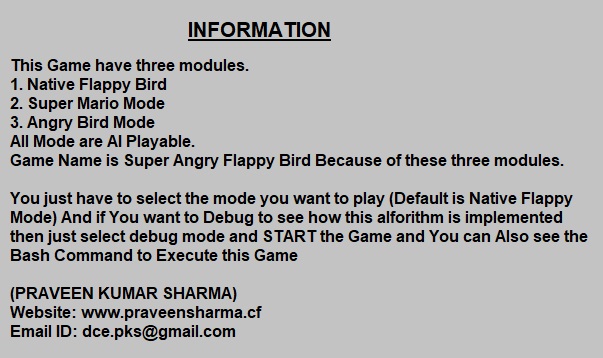 INFORMATION
This Game have three modules.
1. Native Flappy Bird
2. Super Mario Mode
3. Angry Bird Mode
All Mode are AI Playable.
Game Name is Super Angry Flappy Bird Because of these three modules.
You just have to select the mode you want to play (Default is Native Flappy
Mode) And if You want to Debug to see how this alforithm is implemented
then just select debug mode and START the Game and You can Also see the
Bash Command to Execute this Game
(PRAVEEN KUMAR SHARMA)
Website: www.praveensharma.cf
Email ID: dce.pks@gmail.com